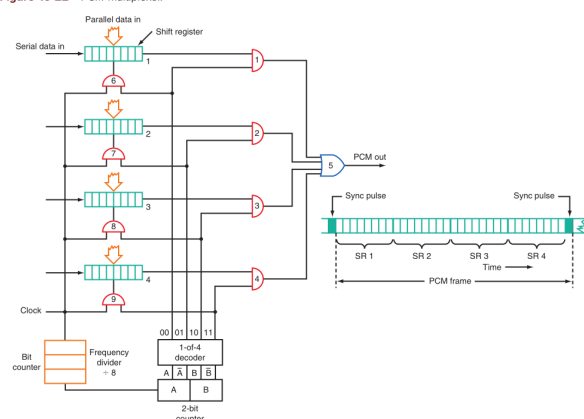 Parallel data in
Shift register
Serial data in
1
1
6
2
2
7
5
PCM out
3
3
8
Sync pulse
Sync pulse
SR 1
SR 2
SR 3
SR 4
Time
PCM frame
4
4
9
Clock
00 01 10 11
1-of-4
decoder
Bit
counter
Frequency
divider
÷ 8
A A̅ B B̅
A B
2-bit